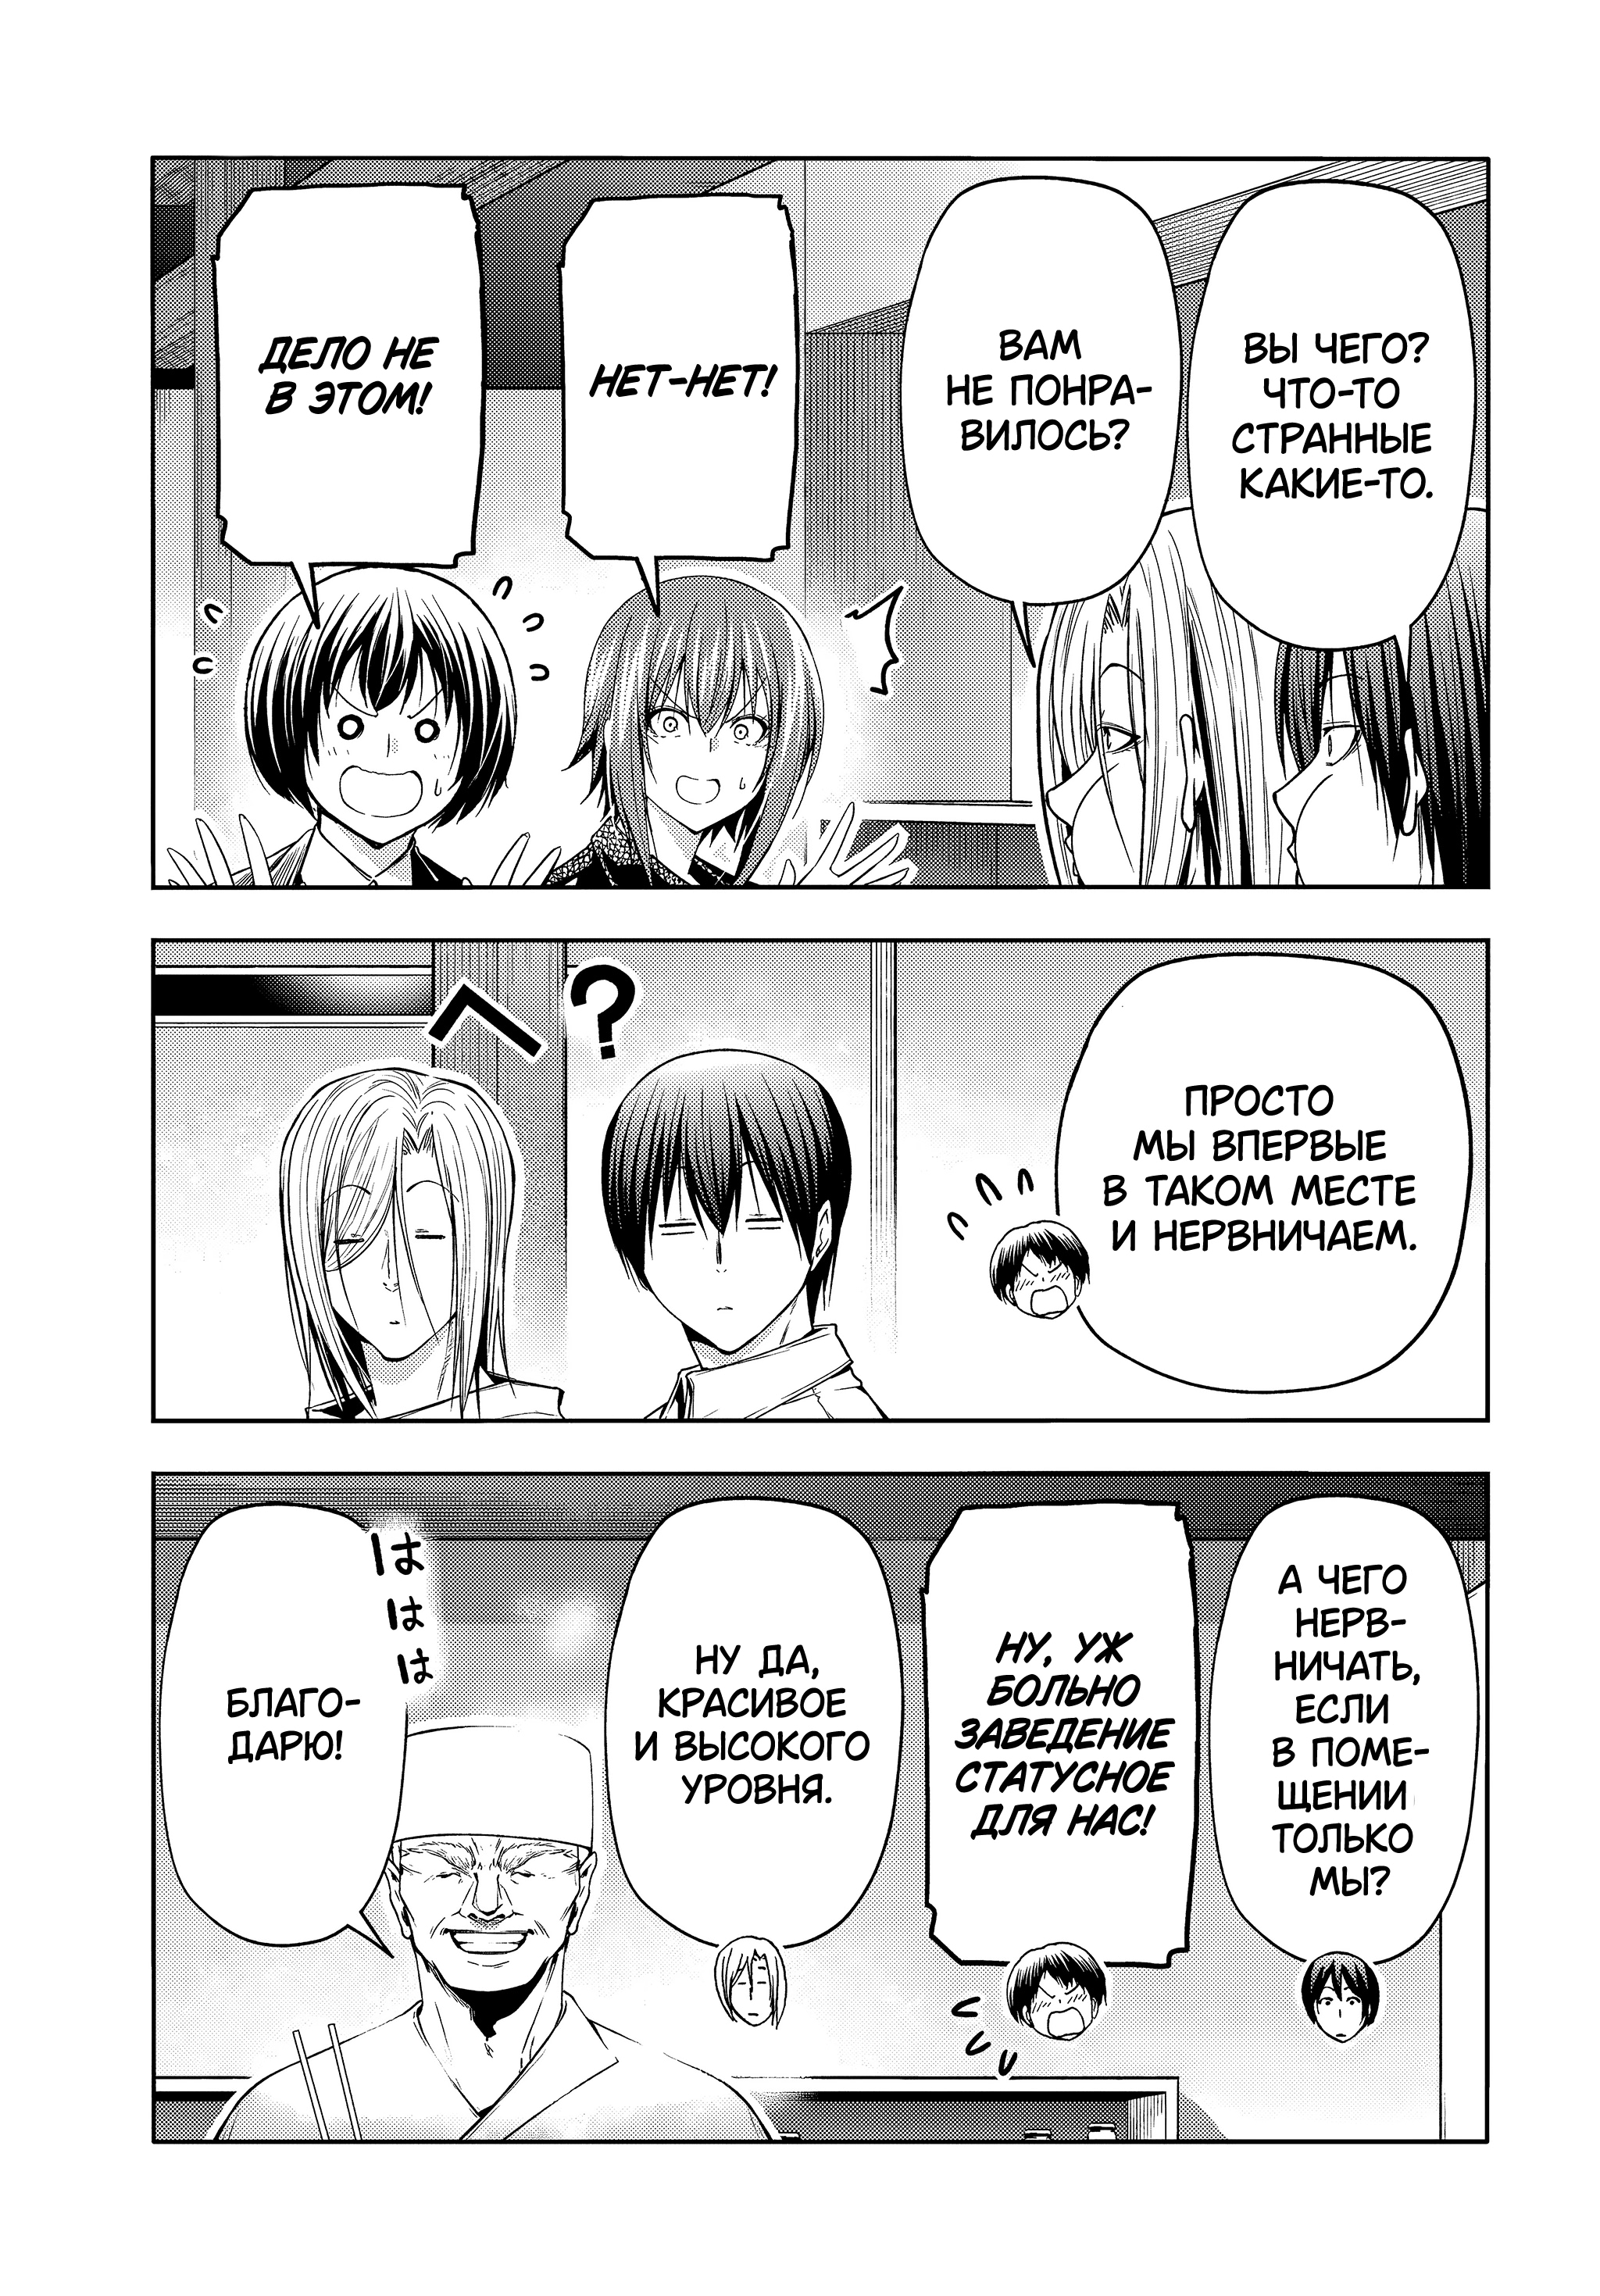 ВЫ ЧЕГО?
ЧТО-ТО
СТРАННЫЕ
КАКИЕ-ТО.
ВАМ
НЕ ПОНРА-
ВИЛОСЬ?
НЕТ-НЕТ!
ДЕЛО НЕ
В ЭТОМ!
ПРОСТО
МЫ ВПЕРВЫЕ
В ТАКОМ МЕСТЕ
И НЕРВНИЧАЕМ.
へ?
А ЧЕГО
НЕРВ-
НИЧАТЬ,
ЕСЛИ
В ПОМЕ-
ЩЕНИИ
ТОЛЬКО
МЫ?
НУ, УЖ
БОЛЬНО
ЗАВЕДЕНИЕ
СТАТУСНОЕ
ДЛЯ НАС!
НУ ДА,
КРАСИВОЕ
И ВЫСОКОГО
УРОВНЯ.
ははは
БЛАГО-
ДАРЮ!